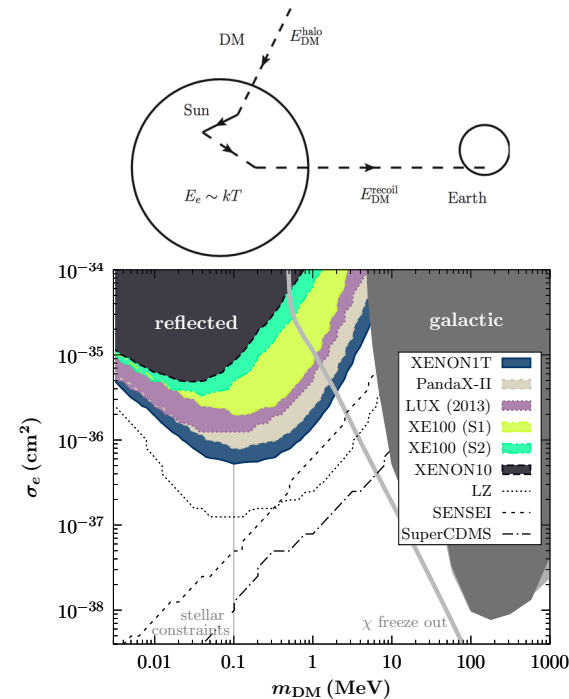 DM
E_DM^halo
Sun
E_e ∼ kT
E_DM^recoil
Earth
10^−34
10^−35
10^−36
10^−37
10^−38
σ_e (cm^2)
reflected
galactic
XENON1T
PandaX-II
LUX (2013)
XE100 (S1)
XE100 (S2)
XENON10
LZ
SENSEI
SuperCDMS
stellar
constraints
χ freeze out
0.01
0.1
1
10
100
1000
m_DM (MeV)